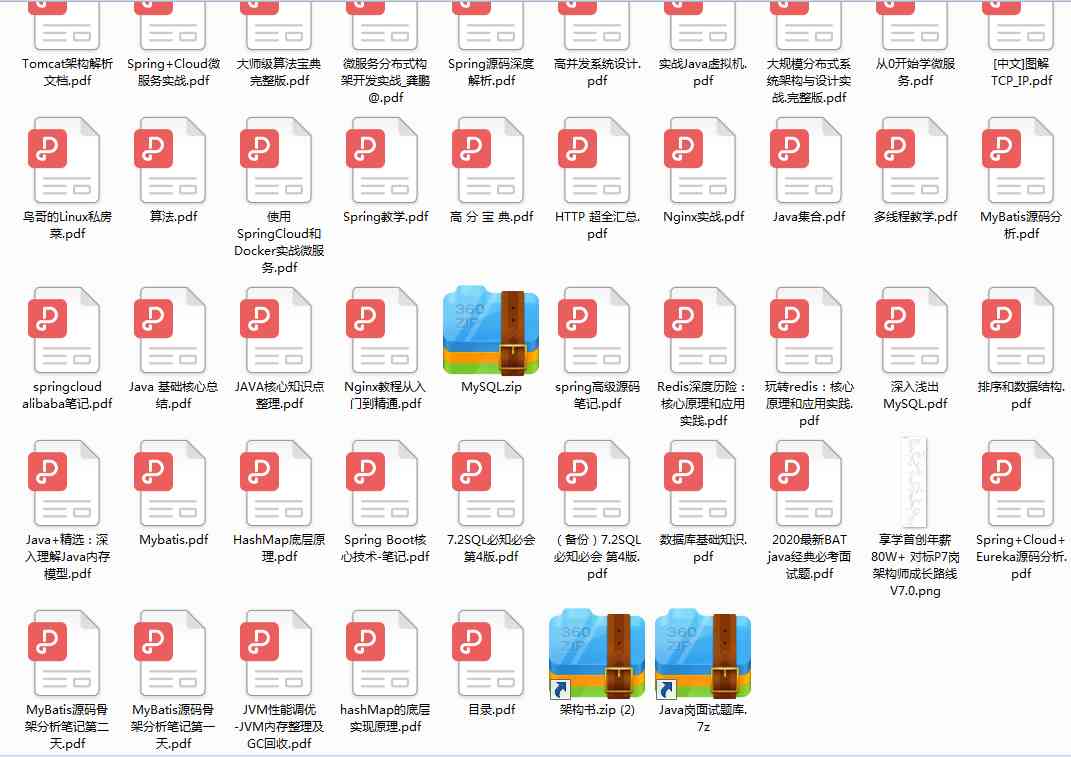 Tomcat架构解析
文档.pdf
Spring+Cloud微
服务实战.pdf
大师级算法宝典
完整版.pdf
微服务分布式构
架开发实战_龚鹏
@.pdf
Spring源码深度
解析.pdf
高并发系统设计.
pdf
实战Java虚拟机.
pdf
大规模分布式系
统架构与设计实
战.完整版.pdf
从0开始学微服
务.pdf
[中文]图解
TCP_IP.pdf
鸟哥的Linux私房
菜.pdf
算法.pdf
使用
SpringCloud和
Docker实战微服
务.pdf
Spring教学.pdf
高 分 宝 典.pdf
HTTP 超全汇总.
pdf
Nginx实战.pdf
Java集合.pdf
多线程教学.pdf
MyBatis源码分
析.pdf
springcloud
alibaba笔记.pdf
Java 基础核心总
结.pdf
JAVA核心知识点
整理.pdf
Nginx教程从入
门到精通.pdf
360
ZIP
MySQL.zip
spring高级源码
笔记.pdf
Redis深度历险：
核心原理和应用
实践.pdf
玩转redis：核心
原理和应用实践.
pdf
深入浅出
MySQL.pdf
排序和数据结构.
pdf
Java+精选：深
入理解Java内存
模型.pdf
Mybatis.pdf
HashMap底层原
理.pdf
Spring Boot核
心技术-笔记.pdf
7.2SQL必知必会
第4版.pdf
（备份）7.2SQL
必知必会 第4版.
pdf
数据库基础知识.
pdf
2020最新BAT
java经典必考面
试题.pdf
享学首创年薪
80W+ 对标P7岗
架构师成长路线
V7.0.png
Spring+Cloud+
Eureka源码分析.
pdf
MyBatis源码骨
架分析笔记第二
天.pdf
MyBatis源码骨
架分析笔记第一
天.pdf
JVM性能调优
-JVM内存整理及
GC回收.pdf
hashMap的底层
实现原理.pdf
目录.pdf
360
ZIP
架构书.zip (2)
360
ZIP
Java岗面试题库.
7z